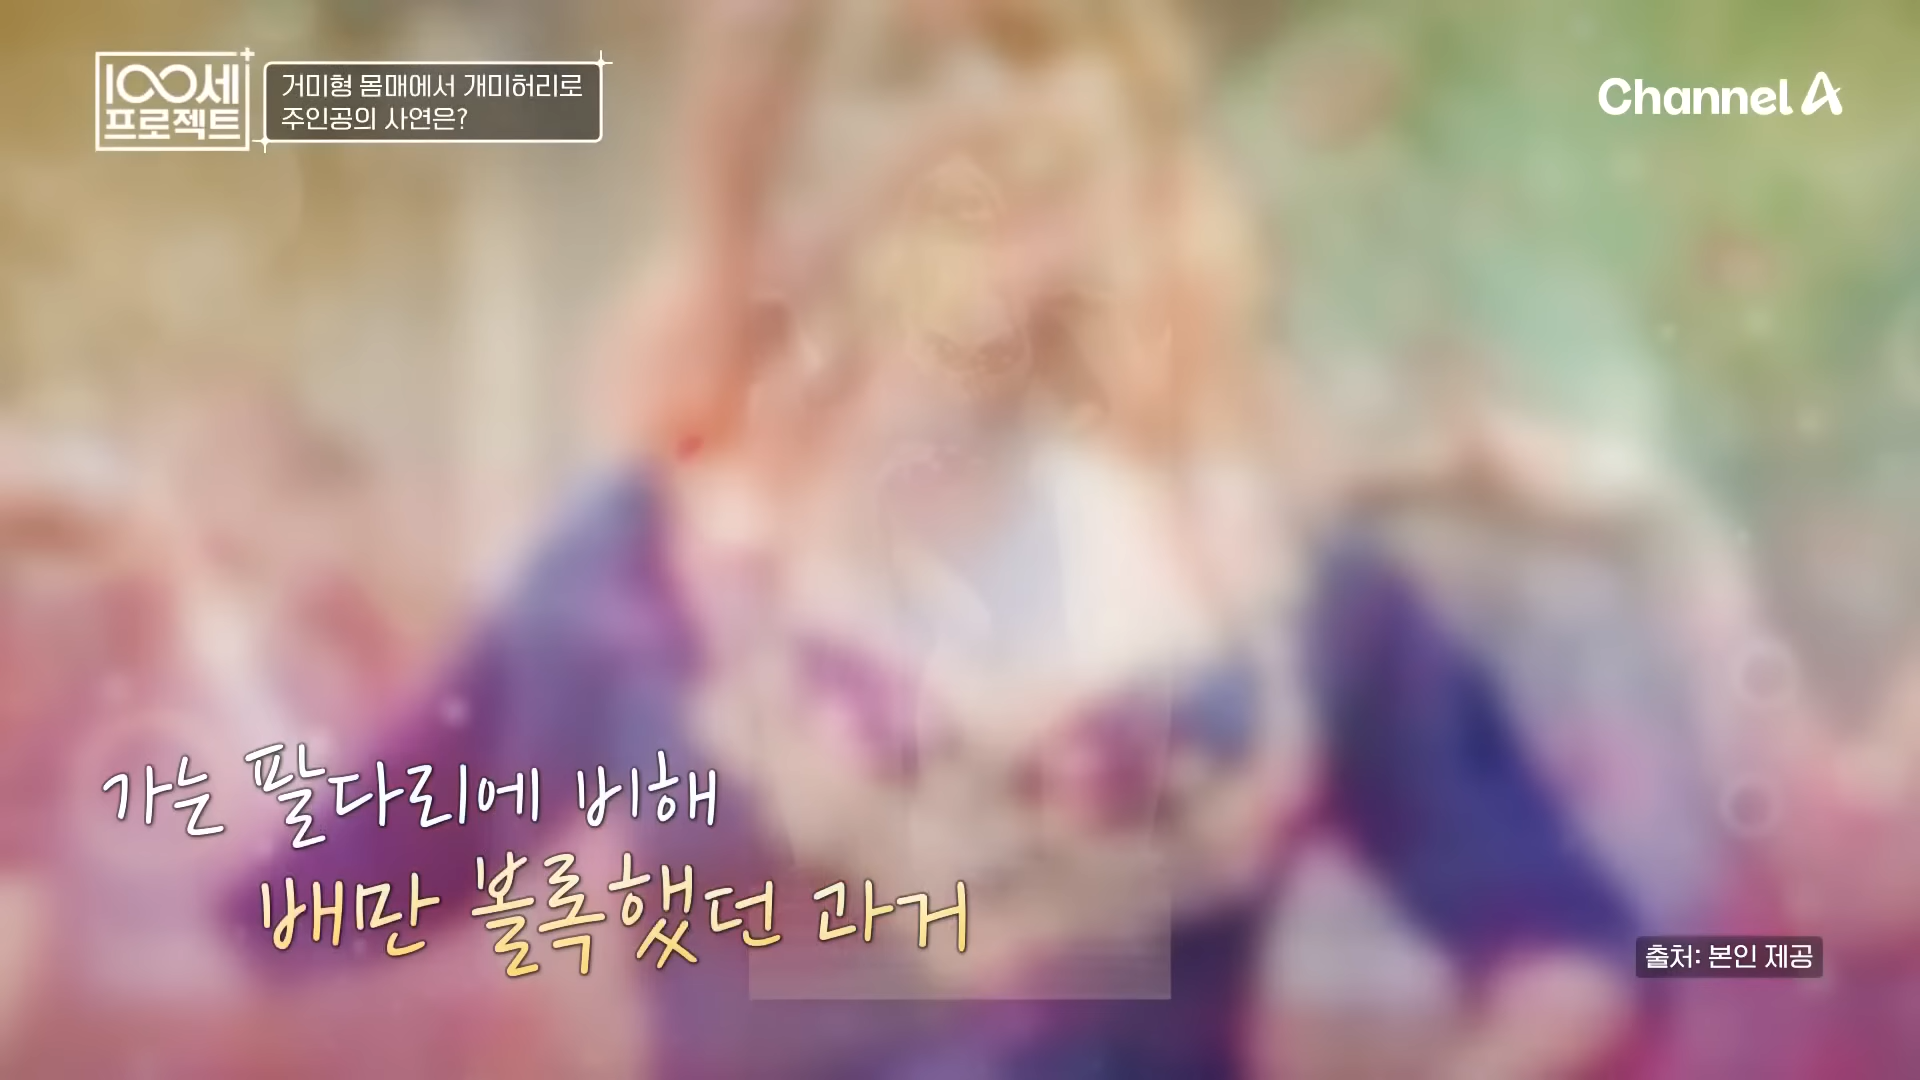 100세
프로젝트
거미형 몸매에서 개미허리로
주인공의 사연은?
Channel A
가는 팔다리에 비해
배만 볼록했던 과거
출처: 본인 제공